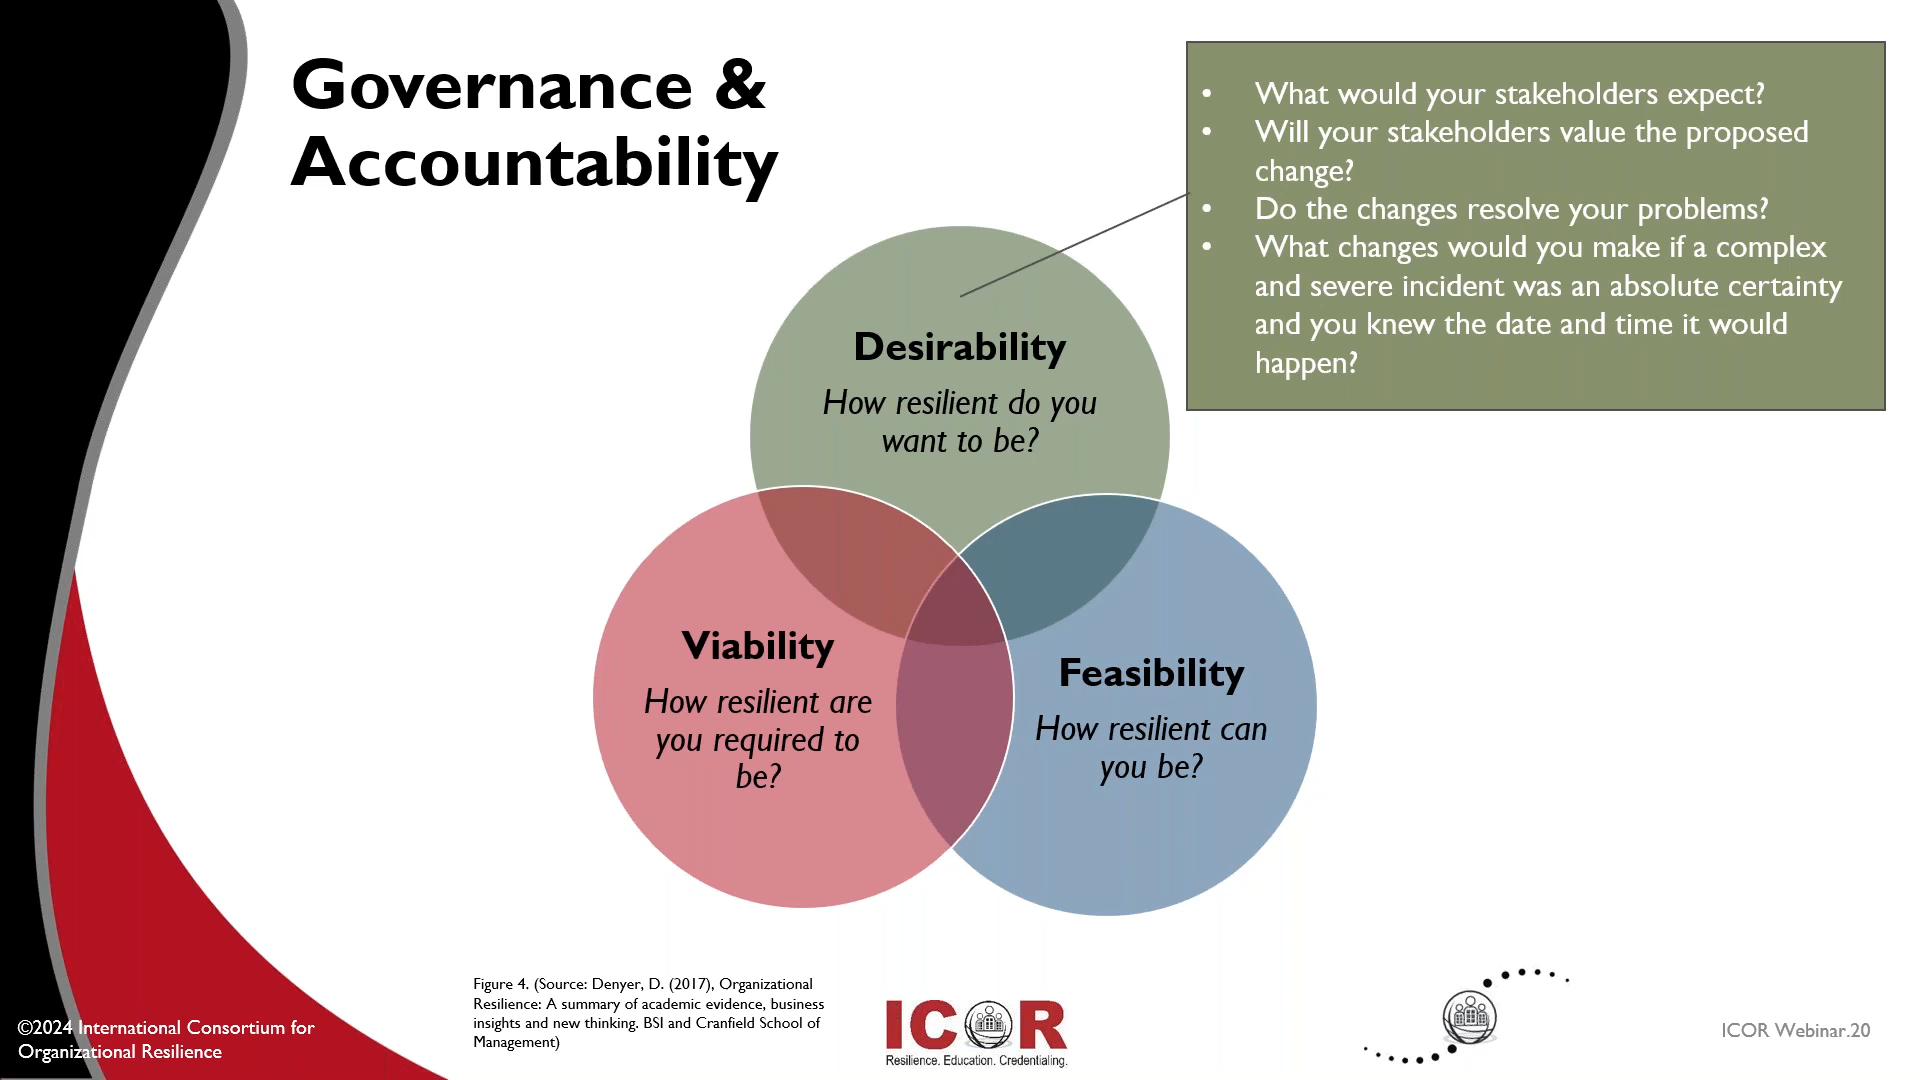 Governance &
Accountability
• What would your stakeholders expect?
• Will your stakeholders value the proposed
change?
• Do the changes resolve your problems?
• What changes would you make if a complex
and severe incident was an absolute certainty
and you knew the date and time it would
happen?
Desirability
How resilient do you
want to be?
Viability
How resilient are
you required to
be?
Feasibility
How resilient can
you be?
Figure 4. (Source: Denyer, D. (2017), Organizational
Resilience: A summary of academic evidence, business
insights and new thinking. BSI and Cranfield School of
Management)
©2024 International Consortium for
Organizational Resilience
ICOR
Resilience. Education. Credentialing.
ICOR Webinar.20